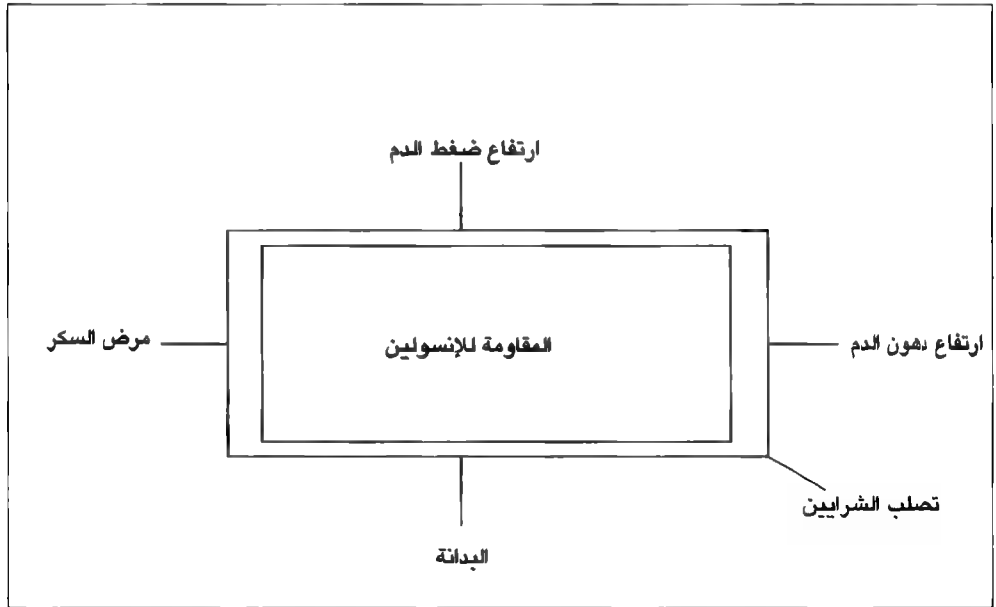 ارتفاع ضغط الدم
ارتفاع دهون الدم
المقاومة للإنسولين
مرض السكر
تصلب الشرايين
البدانة